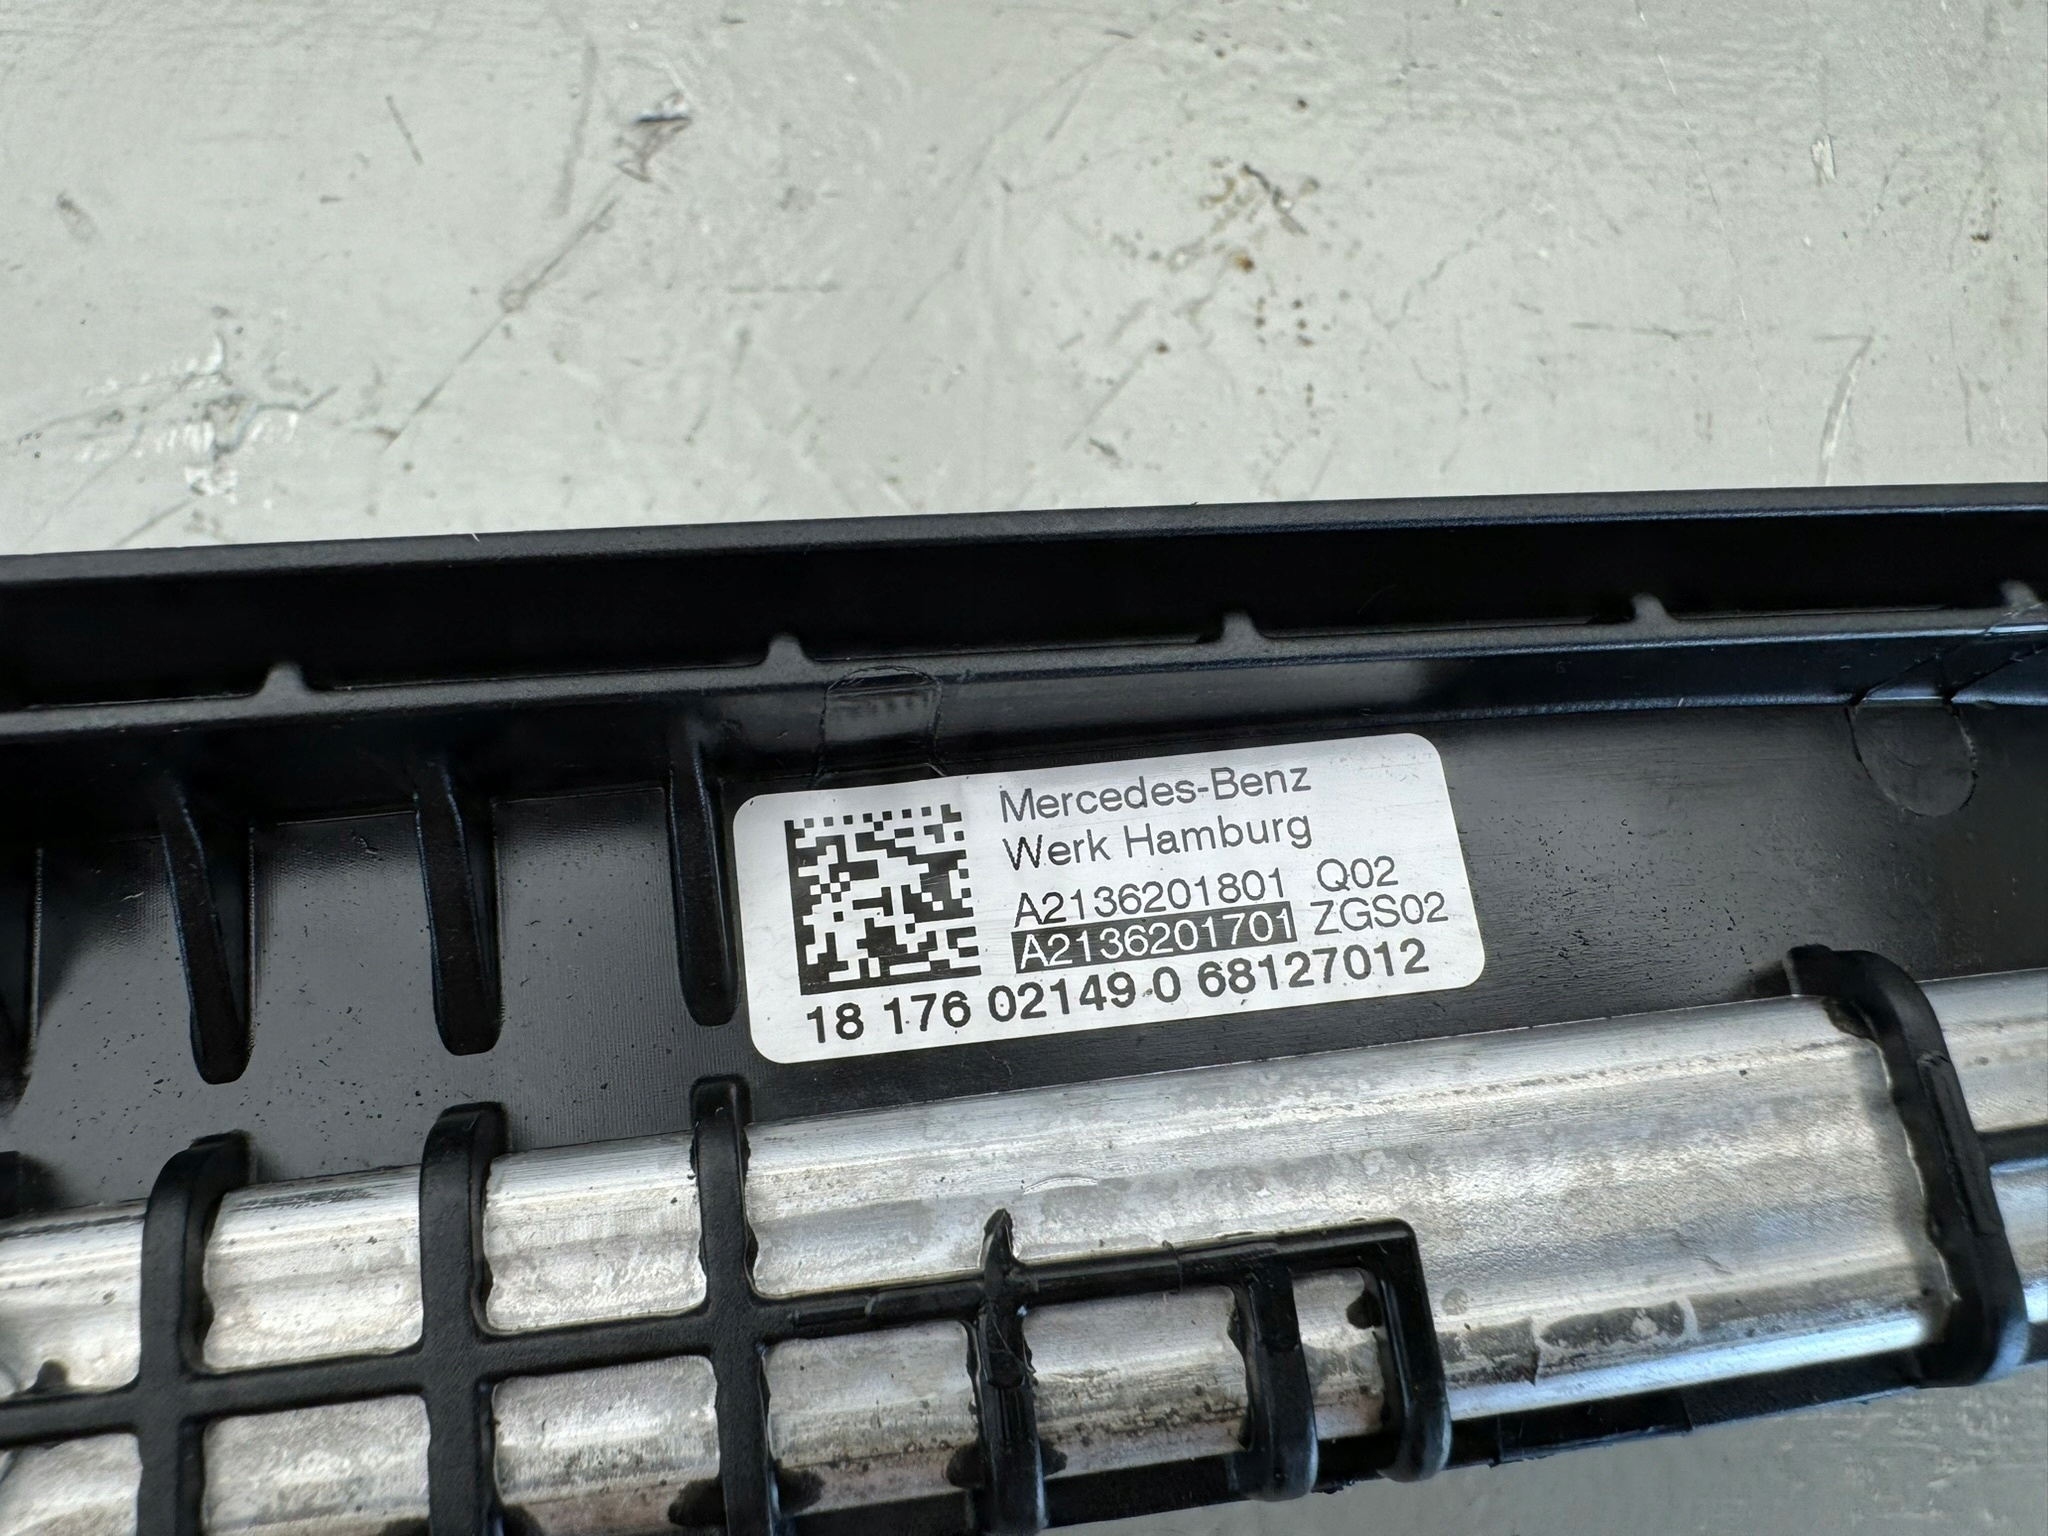 Mercedes-Benz
Werk Hamburg
A2136201801 Q02
A2136201701 ZGS02
18 176 02149 0 68127012